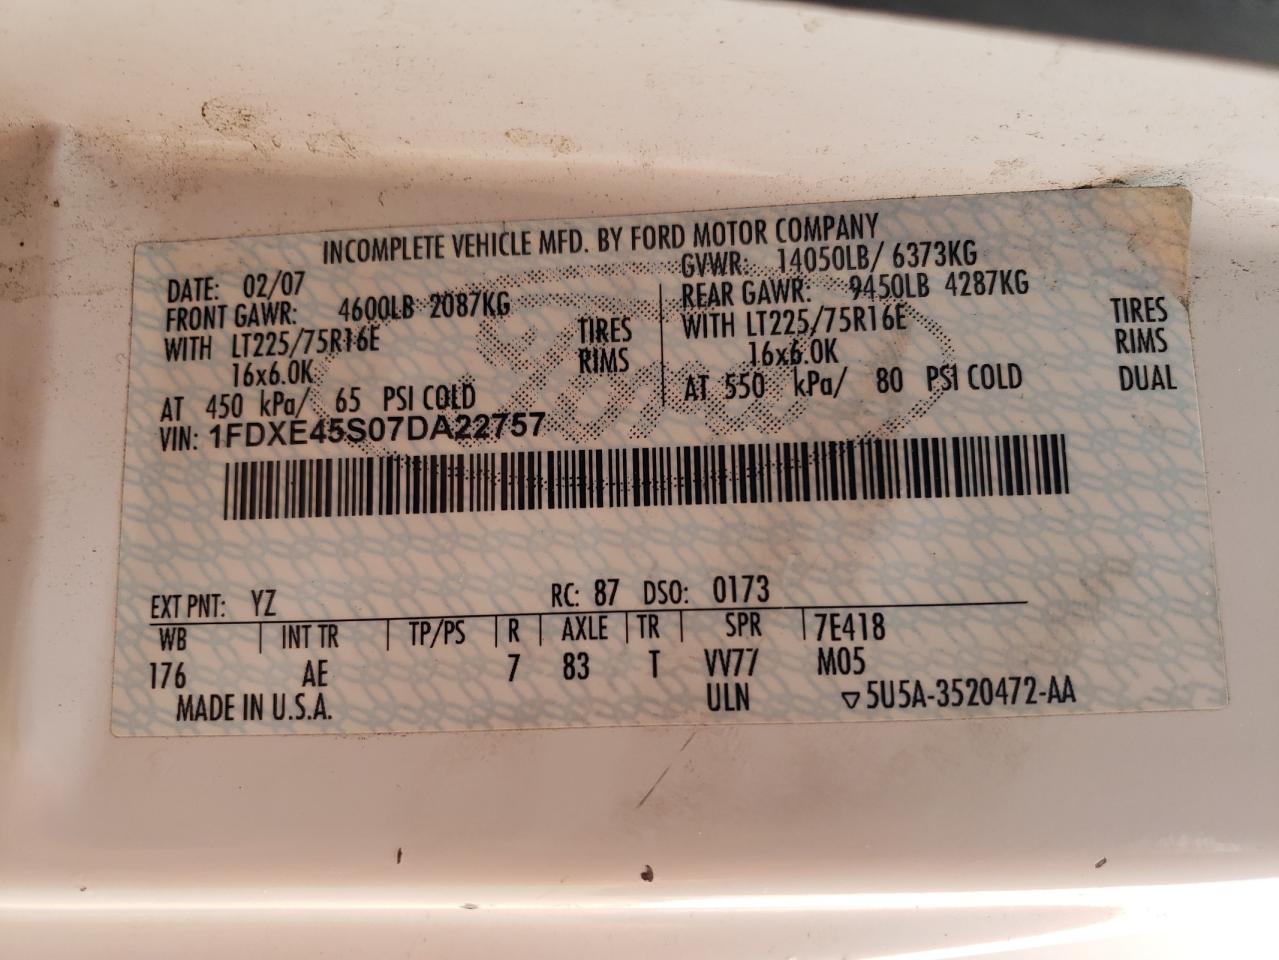 INCOMPLETE VEHICLE MFD. BY FORD MOTOR COMPANY
DATE: 02/07
GVWR: 14050LB/ 6373KG
FRONT GAWR: 4600LB 2087KG
REAR GAWR: 9450LB 4287KG
WITH LT225/75R16E TIRES
WITH LT225/75R16E TIRES
16x6.0K RIMS
16x6.0K RIMS
AT 450 kPa/ 65 PSI COLD
AT 550 kPa/ 80 PSI COLD DUAL
VIN: 1FDXE45S07DA22757
Ford
EXT PNT: YZ RC: 87 DSO: 0173
WB INT TR TP/PS R AXLE TR SPR 7E418
176 AE 7 83 T VV77 M05
MADE IN U.S.A. ULN ▽5U5A-3520472-AA